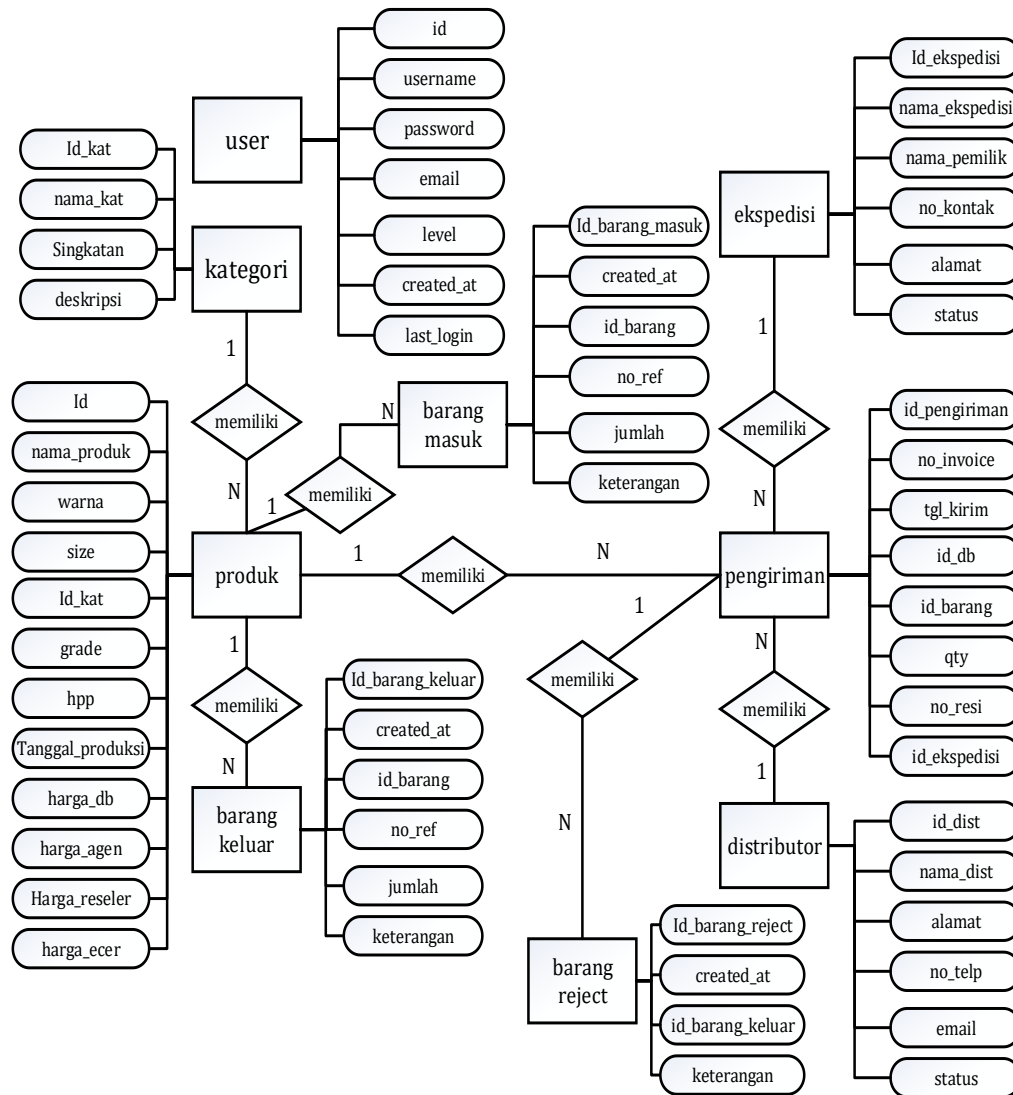 user
id
username
password
email
level
created_at
last_login
kategori
Id_kat
nama_kat
Singkatan
deskripsi
1
memiliki
N
ekspedisi
Id_ekspedisi
nama_ekspedisi
nama_pemilik
no_kontak
alamat
status
1
memiliki
N
barang
masuk
Id_barang_masuk
created_at
id_barang
no_ref
jumlah
keterangan
N
memiliki
1
produk
Id
nama_produk
warna
size
Id_kat
grade
hpp
Tanggal_produksi
harga_db
harga_agen
Harga_reseler
harga_ecer
1
memiliki
N
pengiriman
id_pengiriman
no_invoice
tgl_kirim
id_db
id_barang
qty
no_resi
id_ekspedisi
1
memiliki
N
barang
keluar
Id_barang_keluar
created_at
id_barang
no_ref
jumlah
keterangan
1
memiliki
N
barang
reject
Id_barang_reject
created_at
id_barang_keluar
keterangan
N
memiliki
1
distributor
id_dist
nama_dist
alamat
no_telp
email
status